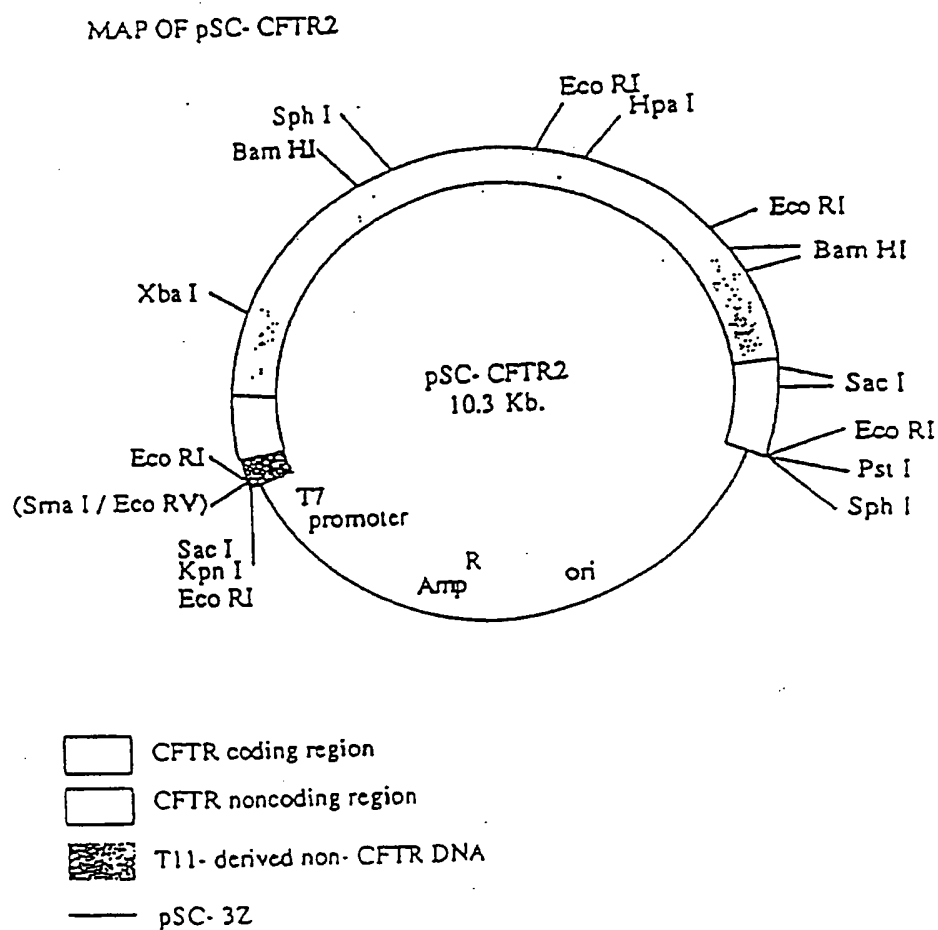 MAP OF pSC- CFTR2
Eco RI
Hpa I
Sph I
Bam HI
Eco RI
Bam HI
Xba I
pSC- CFTR2
10.3 Kb.
Sac I
Eco RI
Pst I
Sph I
Eco RI
(Sma I / Eco RV)
T7
promoter
Sac I
Kpn I
Eco RI
Amp R
ori
CFTR coding region
CFTR noncoding region
T11- derived non- CFTR DNA
pSC- 3Z